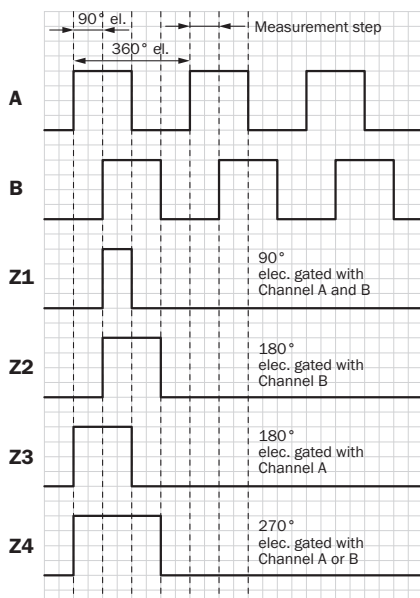 90° el.
Measurement step
360° el.
A
B
Z1
90°
elec. gated with
Channel A and B
Z2
180°
elec. gated with
Channel B
Z3
180°
elec. gated with
Channel A
Z4
270°
elec. gated with
Channel A or B